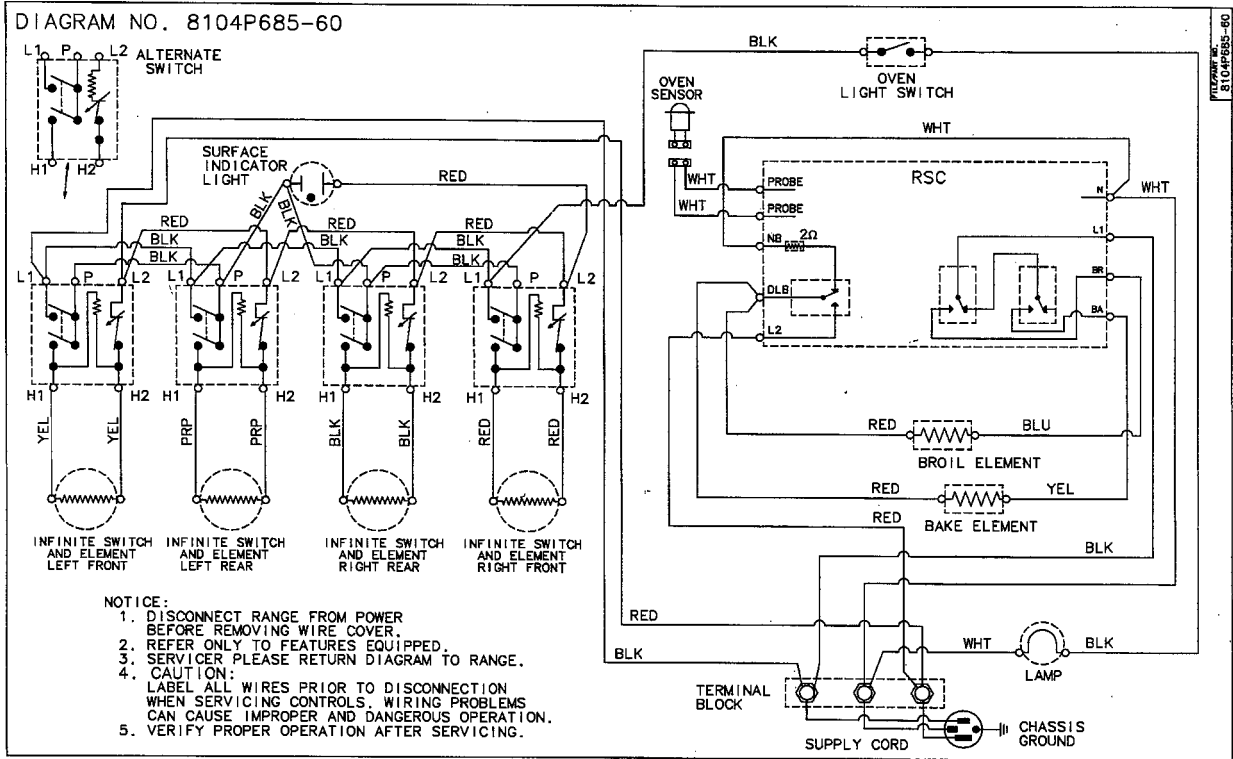 DIAGRAM NO. 8104P685-60
8104P685-60
L1 P L2 ALTERNATE
SWITCH
H1 H2
BLK
OVEN
LIGHT SWITCH
OVEN
SENSOR
WHT
RSC
WHT
PROBE
WHT
PROBE
N
WHT
NB 2Ω
L1
BR
DLB
BA
L2
SURFACE
INDICATOR
LIGHT
BLK
BLK
RED
RED
BLK
BLK
RED
BLK
RED
BLK
L1 P L2
L1 P L2
L1 P L2
L1 P L2
H1 H2
H1 H2
H1 H2
H1 H2
YEL YEL
PRP PRP
BLK BLK
RED RED
INFINITE SWITCH
AND ELEMENT
LEFT FRONT
INFINITE SWITCH
AND ELEMENT
LEFT REAR
INFINITE SWITCH
AND ELEMENT
RIGHT REAR
INFINITE SWITCH
AND ELEMENT
RIGHT FRONT
RED BLU
BROIL ELEMENT
RED YEL
BAKE ELEMENT
RED
BLK
NOTICE:
1. DISCONNECT RANGE FROM POWER
BEFORE REMOVING WIRE COVER.
2. REFER ONLY TO FEATURES EQUIPPED.
3. SERVICER PLEASE RETURN DIAGRAM TO RANGE.
4. CAUTION:
LABEL ALL WIRES PRIOR TO DISCONNECTION
WHEN SERVICING CONTROLS. WIRING PROBLEMS
CAN CAUSE IMPROPER AND DANGEROUS OPERATION.
5. VERIFY PROPER OPERATION AFTER SERVICING.
RED
BLK
WHT
BLK
LAMP
TERMINAL
BLOCK
SUPPLY CORD
CHASSIS
GROUND